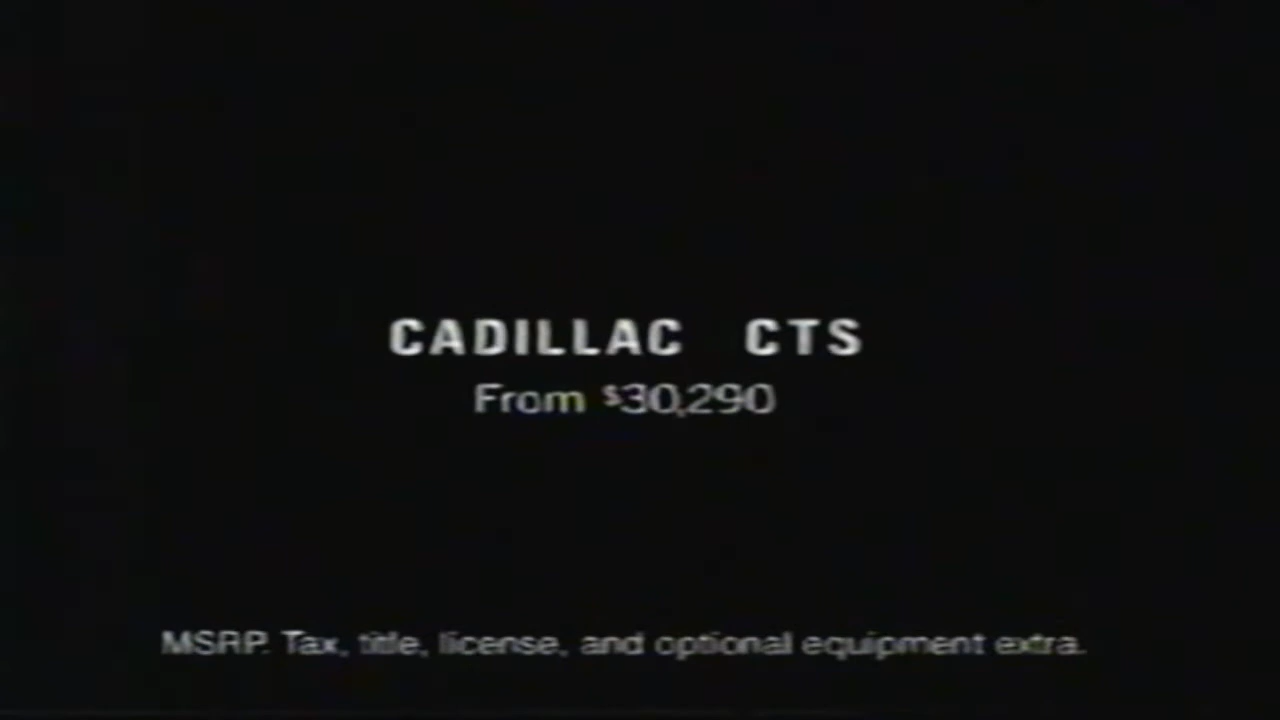 CADILLAC CTS
From $30,290
MSRP. Tax, title, license, and optional equipment extra.